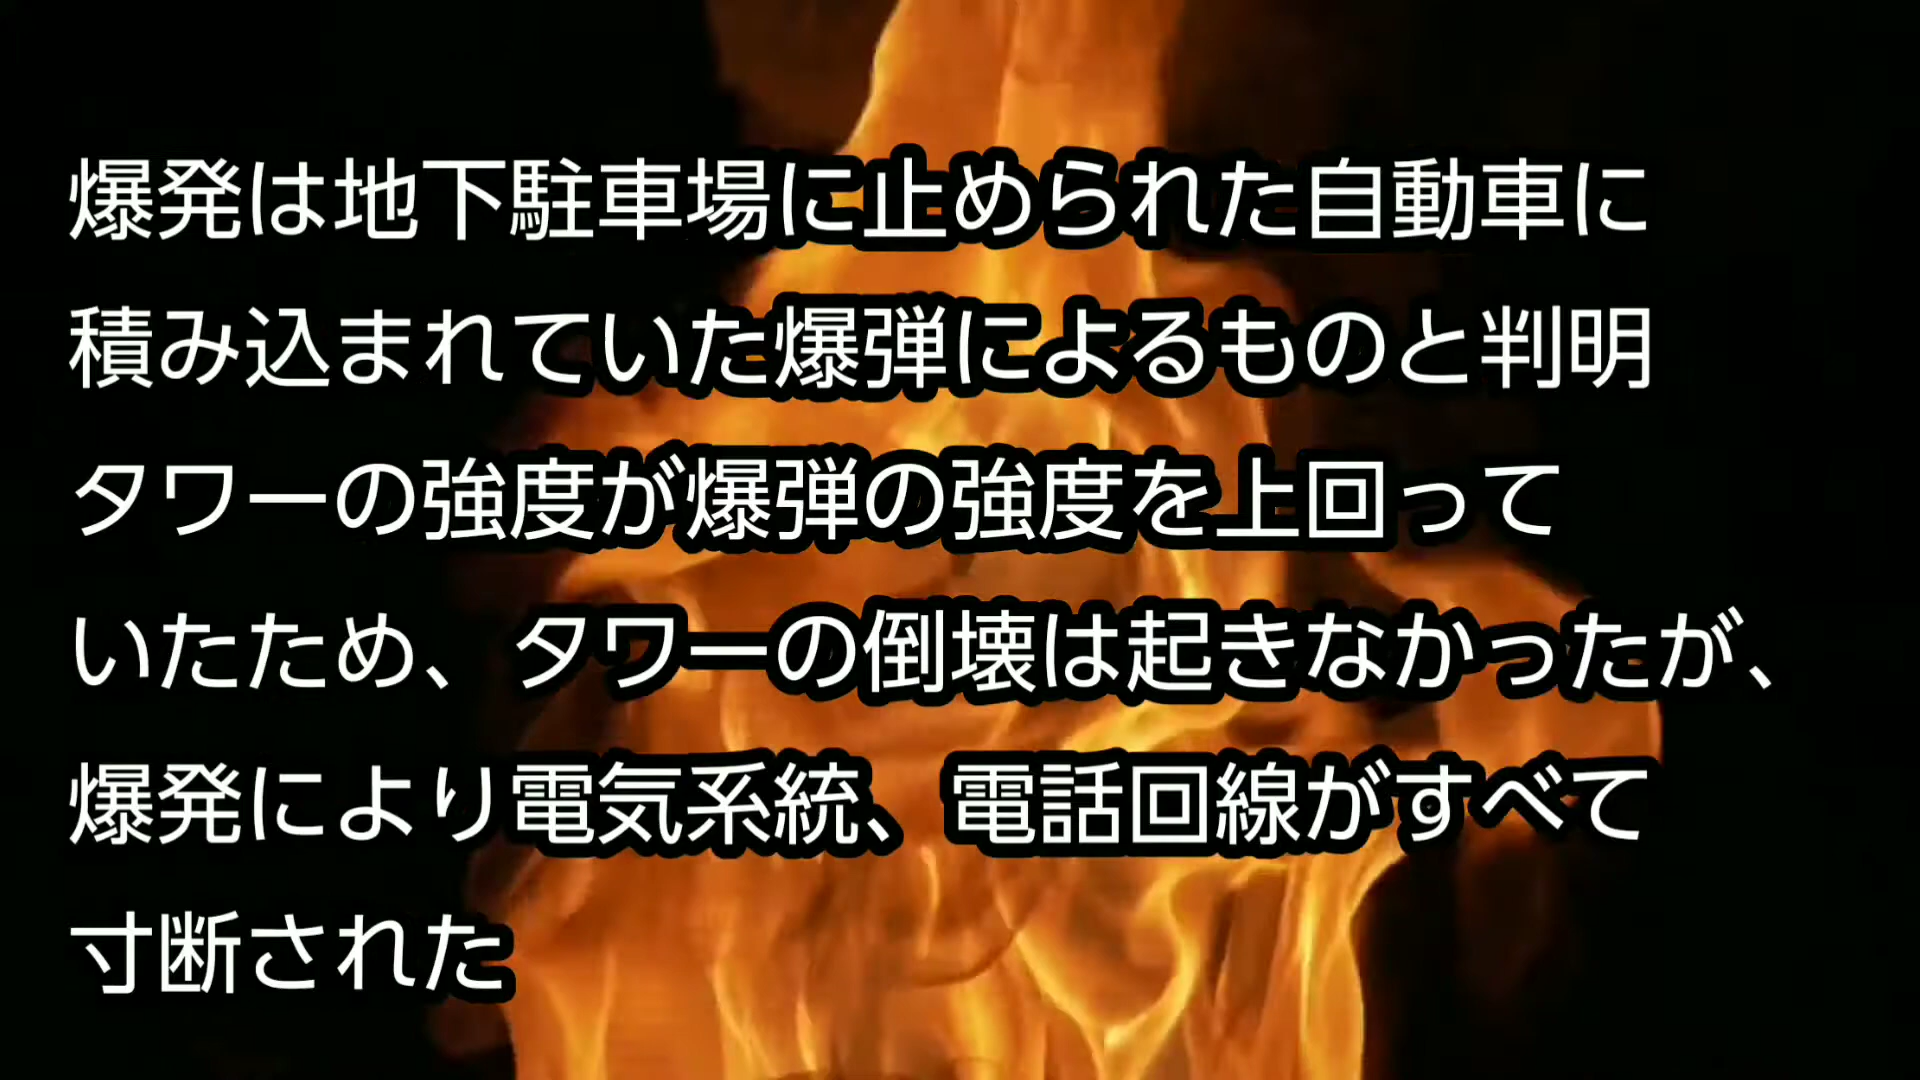 爆発は地下駐車場に止められた自動車に
積み込まれていた爆弾によるものと判明
タワーの強度が爆弾の強度を上回って
いたため、タワーの倒壊は起きなかったが、
爆発により電気系統、電話回線がすべて
寸断された